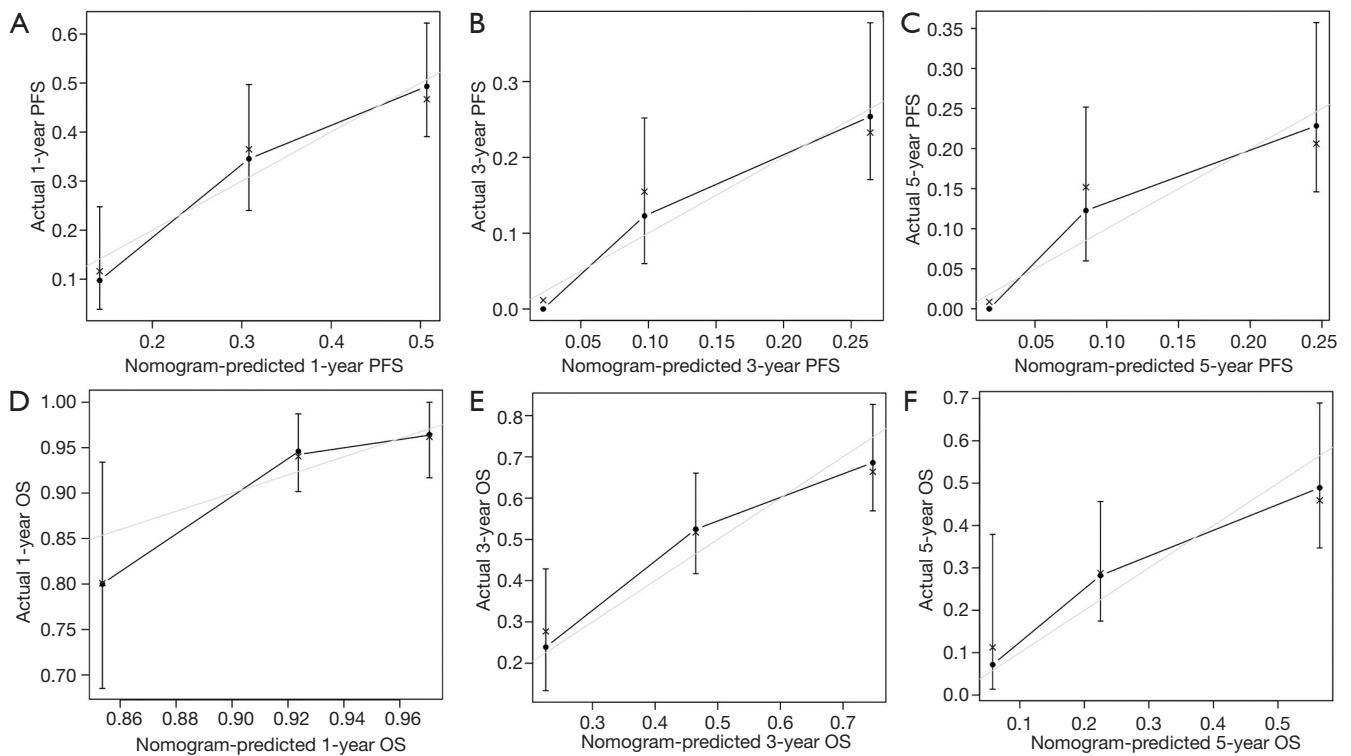 A
0.6
0.5
0.4
0.3
0.2
0.1
Actual 1-year PFS
0.2 0.3 0.4 0.5
Nomogram-predicted 1-year PFS
B
0.3
0.2
0.1
0.0
Actual 3-year PFS
0.05 0.10 0.15 0.20 0.25
Nomogram-predicted 3-year PFS
C
0.35
0.30
0.25
0.20
0.15
0.10
0.05
0.00
Actual 5-year PFS
0.05 0.10 0.15 0.20 0.25
Nomogram-predicted 5-year PFS
D
1.00
0.95
0.90
0.85
0.80
0.75
0.70
Actual 1-year OS
0.86 0.88 0.90 0.92 0.94 0.96
Nomogram-predicted 1-year OS
E
0.8
0.7
0.6
0.5
0.4
0.3
0.2
Actual 3-year OS
0.3 0.4 0.5 0.6 0.7
Nomogram-predicted 3-year OS
F
0.7
0.6
0.5
0.4
0.3
0.2
0.1
0.0
Actual 5-year OS
0.1 0.2 0.3 0.4 0.5
Nomogram-predicted 5-year OS